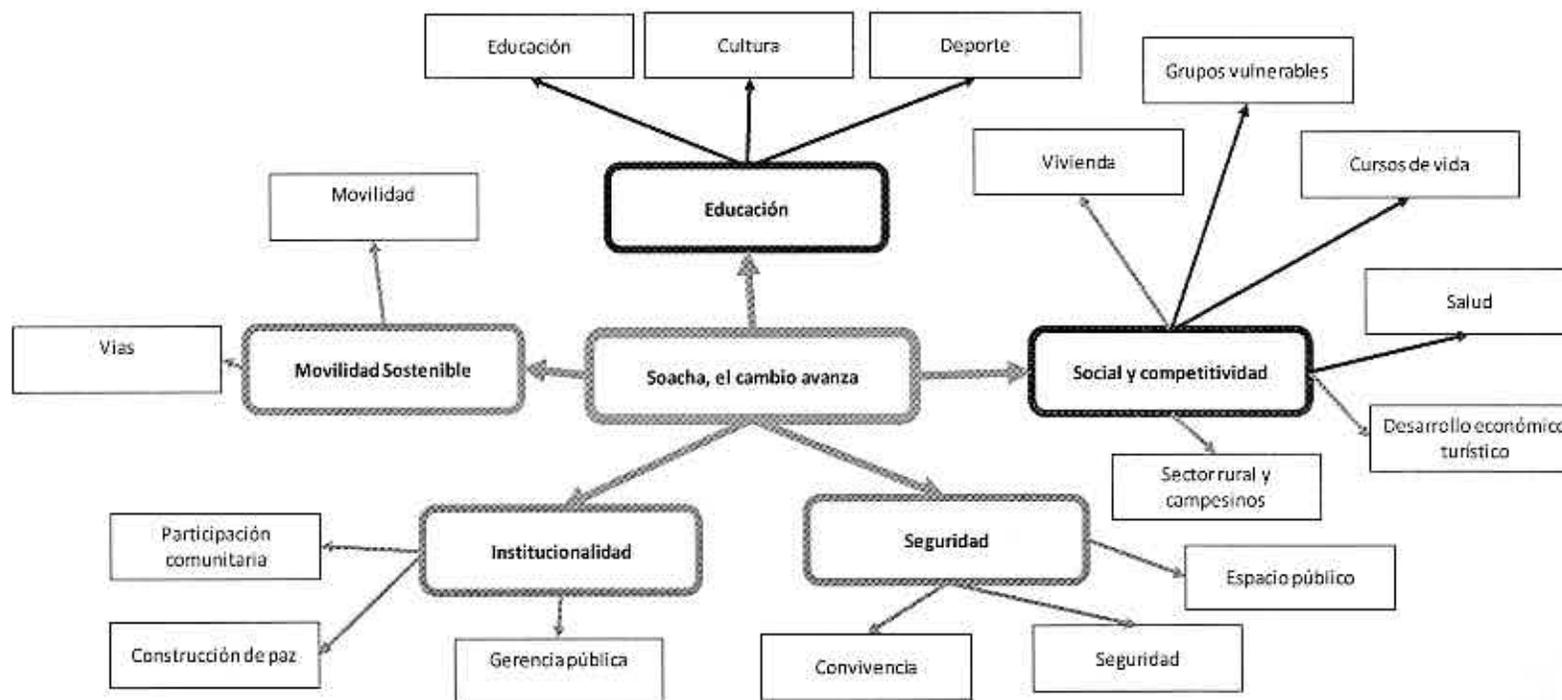 Educación
Cultura
Deporte
Grupos vulnerables
Vivienda
Cursos de vida
Movilidad
Educación
Salud
Vias
Movilidad Sostenible
Soacha, el cambio avanza
Social y competitividad
Desarrollo económico
turístico
Sector rural y
campesinos
Participación
comunitaria
Institucionalidad
Seguridad
Espacio público
Construcción de paz
Gerencia pública
Convivencia
Seguridad